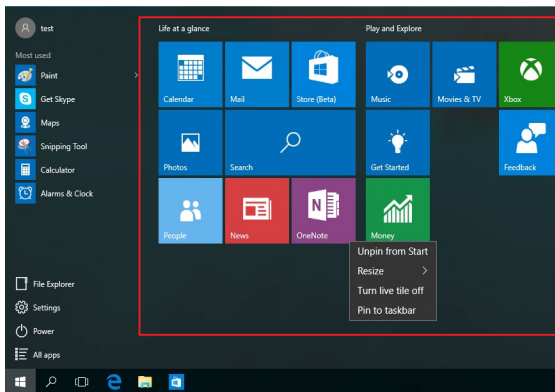 test
Most used
Paint
Get Skype
Maps
Snipping Tool
Calculator
Alarms & Clock
File Explorer
Settings
Power
All apps
Life at a glance
Calendar
Mail
Store (Beta)
Photos
Search
People
News
OneNote
Play and Explore
Music
Movies & TV
Xbox
Get Started
Feedback
Money
Unpin from Start
Resize
Turn live tile off
Pin to taskbar